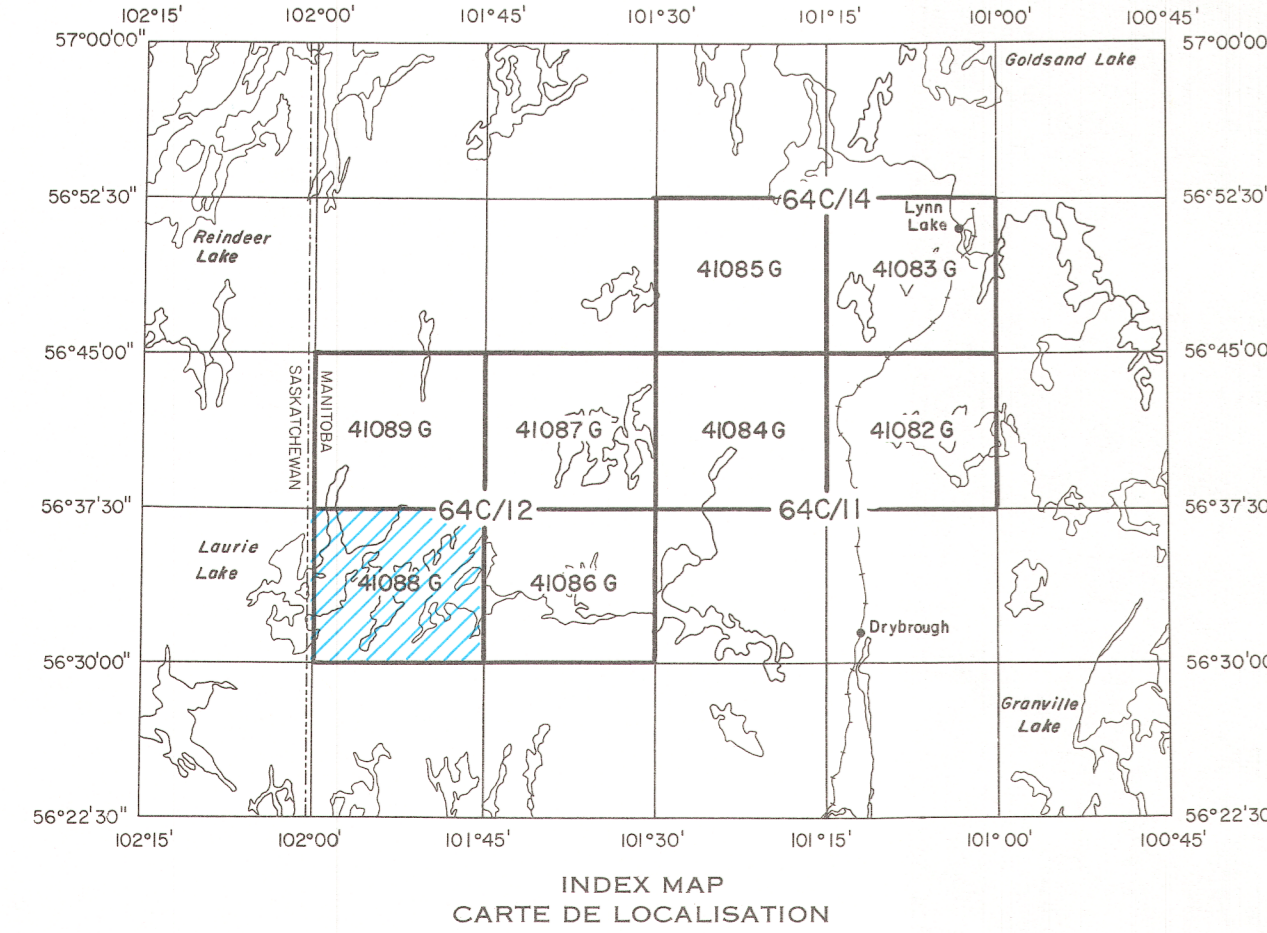 102°15' 102°00' 101°45' 101°30' 101°15' 101°00' 100°45'
57°00'00" 57°00'00
Goldsand Lake
56°52'30" 56°52'30
64C/14
Lynn
Lake
Reindeer
Lake
41085 G 41083 G
56°45'00" 56°45'00
SASKATCHEWAN
MANITOBA
41089 G 41087 G 41084 G 41082 G
56°37'30" 56°37'30
64C/12 64C/11
Laurie
Lake
41088 G 41086 G
Drybrough
56°30'00" 56°30'00
Granville
Lake
56°22'30" 56°22'30
102°15' 102°00' 101°45' 101°30' 101°15' 101°00' 100°45'
INDEX MAP
CARTE DE LOCALISATION